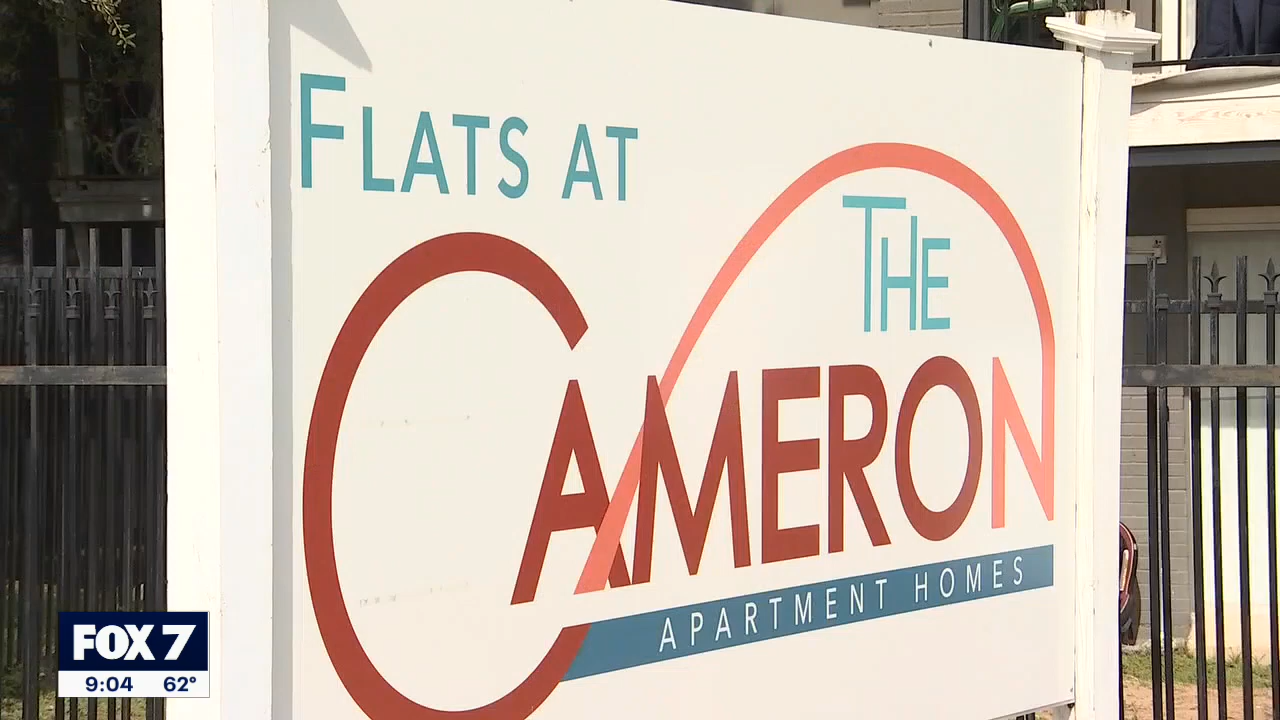 FLATS AT
THE
CAMERON
APARTMENT HOMES
FOX 7
9:04 62°